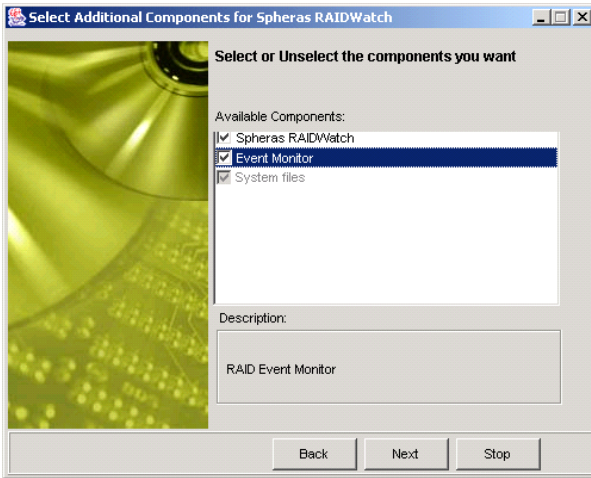 Select Additional Components for Spheras RAIDWatch
Select or Unselect the components you want
Available Components:
Spheras RAIDWatch
Event Monitor
System files
Description:
RAID Event Monitor
Back
Next
Stop